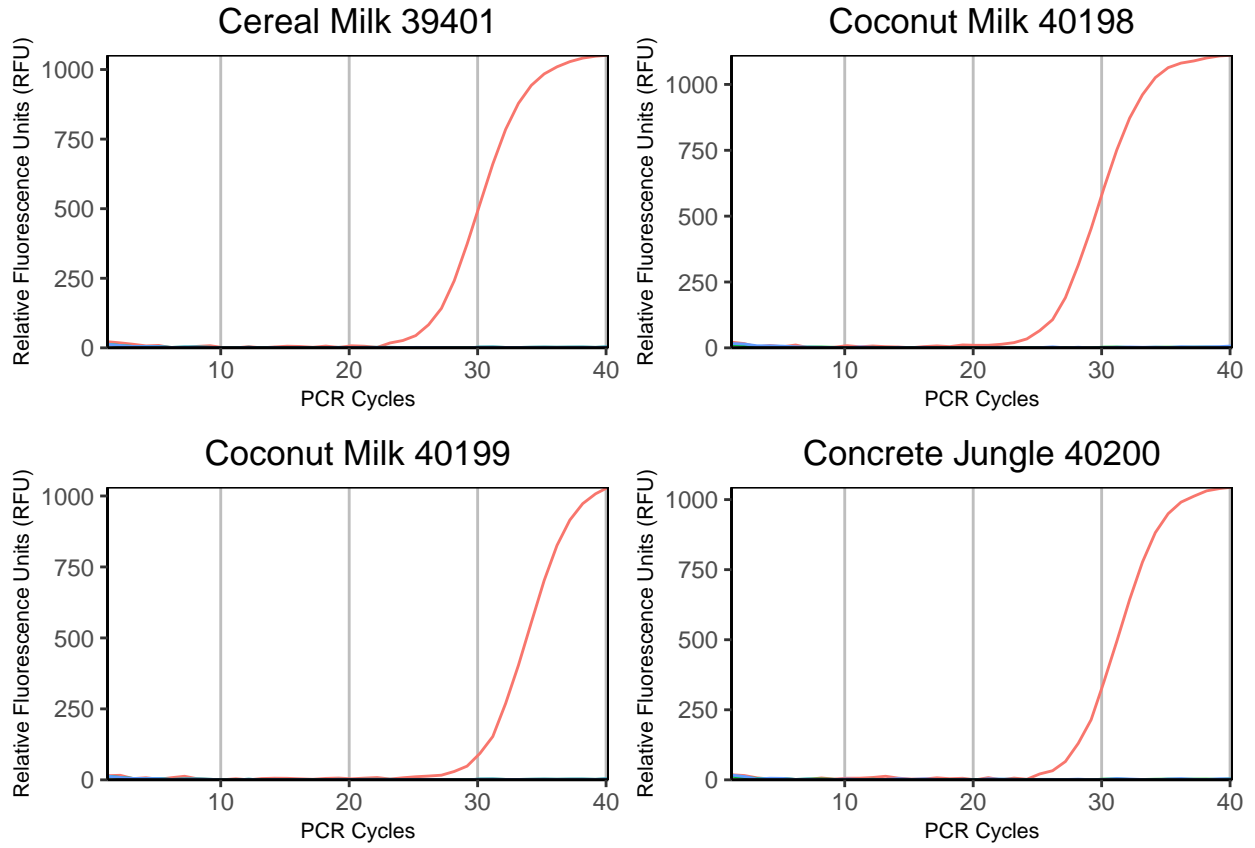 Cereal Milk 39401
Relative Fluorescence Units (RFU)
1000
750
500
250
0
10 20 30 40
PCR Cycles
Coconut Milk 40198
Relative Fluorescence Units (RFU)
1000
750
500
250
0
10 20 30 40
PCR Cycles
Coconut Milk 40199
Relative Fluorescence Units (RFU)
1000
750
500
250
0
10 20 30 40
PCR Cycles
Concrete Jungle 40200
Relative Fluorescence Units (RFU)
1000
750
500
250
0
10 20 30 40
PCR Cycles